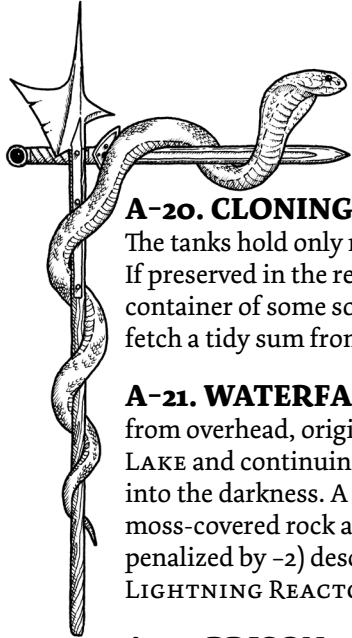 A-20. CLONING
The tanks hold only
If preserved in the re
container of some
fetch a tidy sum from
A-21. WATERFA
from overhead, origi
LAKE and continuin
into the darkness. A
moss-covered rock a
penalized by –2) desc
LIGHTNING REACTO